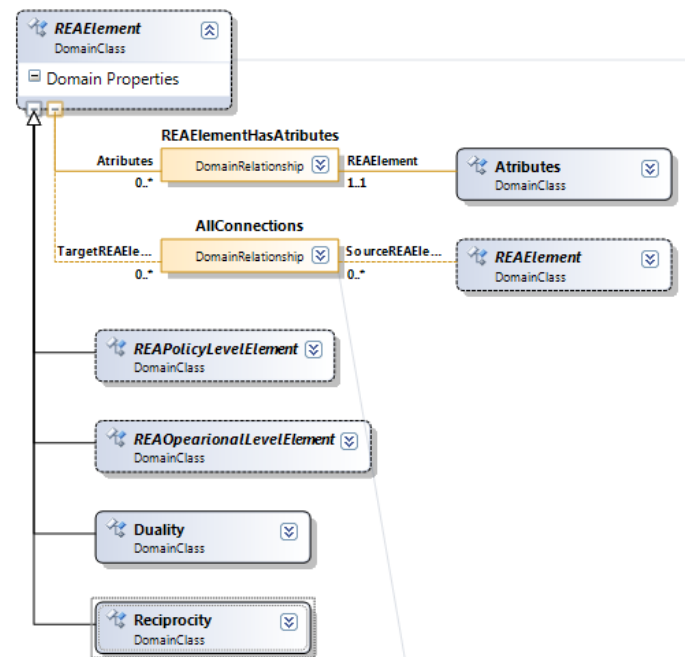 REAElement
DomainClass
Domain Properties
REAElementHasAtributes
Atributes
DomainRelationship
REAElement
0..*
1..1
Atributes
DomainClass
AllConnections
TargetREAEle...
DomainRelationship
SourceREAEle...
0..*
0..*
REAElement
DomainClass
REAPolicyLevelElement
DomainClass
REAOpearionalLevelElement
DomainClass
Duality
DomainClass
Reciprocity
DomainClass